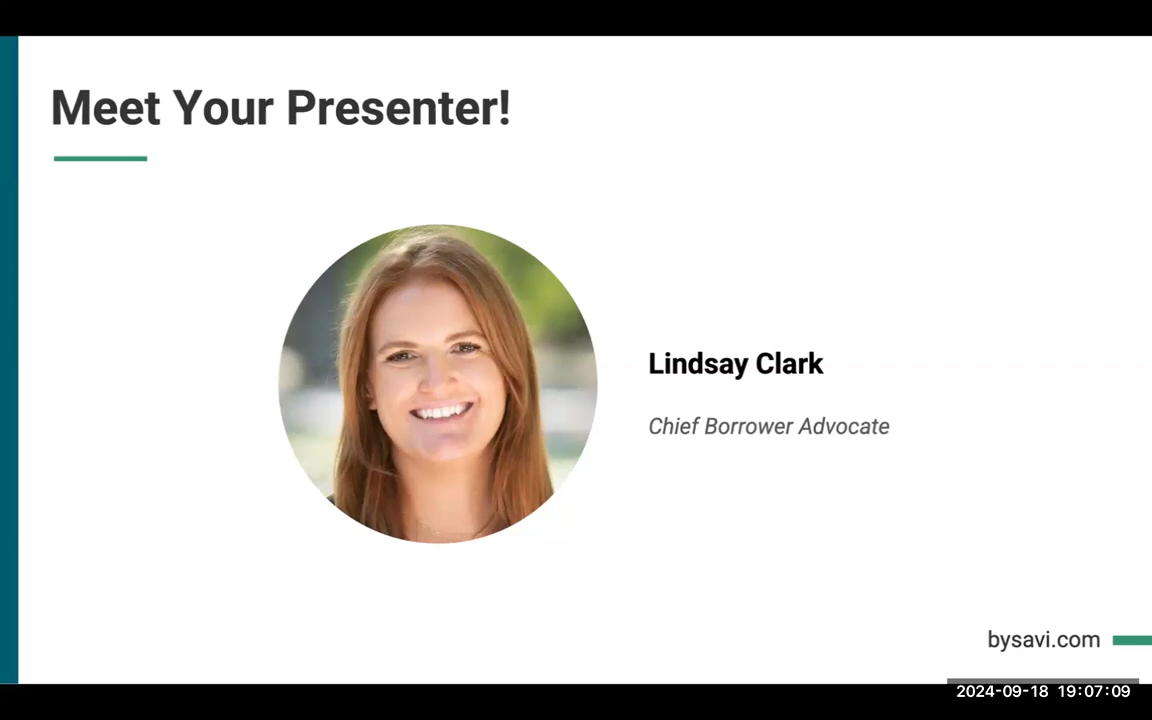 Meet Your Presenter!
Lindsay Clark
Chief Borrower Advocate
bysavi.com
2024-09-18 19:07:09